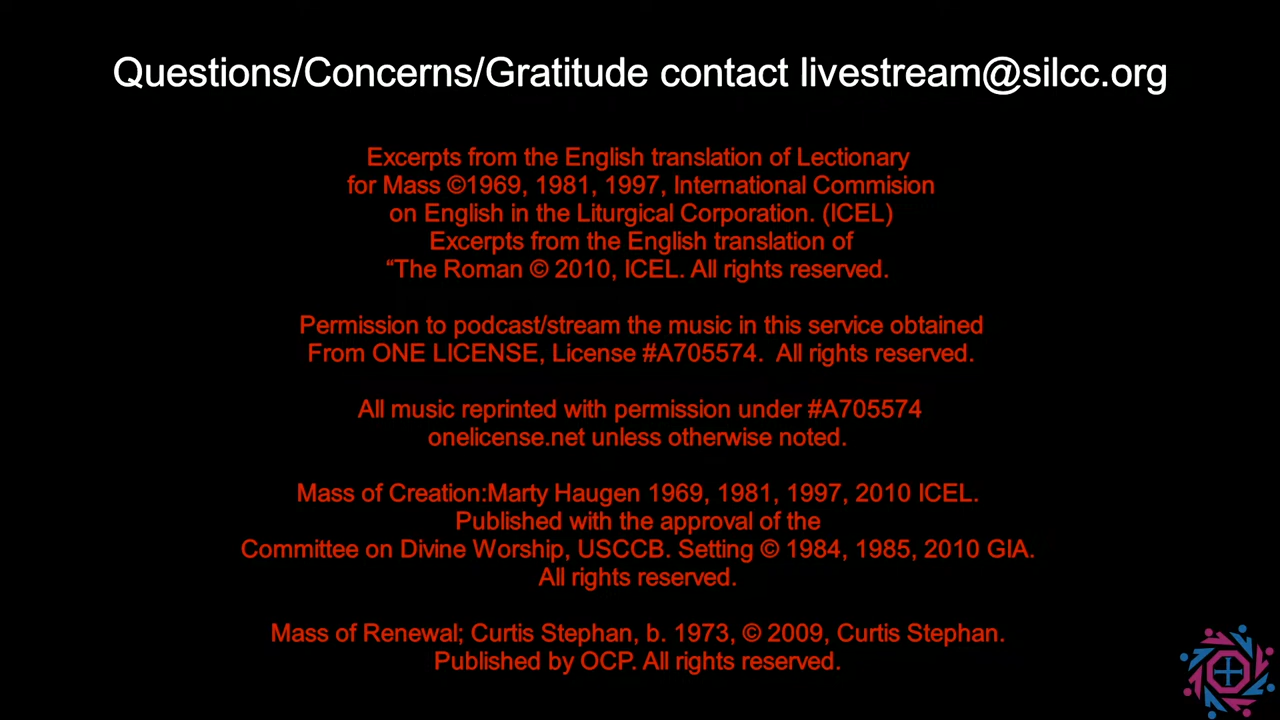 Questions/Concerns/Gratitude contact livestream@silcc.org
Excerpts from the English translation of Lectionary
for Mass ©1969, 1981, 1997, International Commision
on English in the Liturgical Corporation. (ICEL)
Excerpts from the English translation of
“The Roman © 2010, ICEL. All rights reserved.
Permission to podcast/stream the music in this service obtained
From ONE LICENSE, License #A705574.  All rights reserved.
All music reprinted with permission under #A705574
onelicense.net unless otherwise noted.
Mass of Creation:Marty Haugen 1969, 1981, 1997, 2010 ICEL.
Published with the approval of the
Committee on Divine Worship, USCCB. Setting © 1984, 1985, 2010 GIA.
All rights reserved.
Mass of Renewal; Curtis Stephan, b. 1973, © 2009, Curtis Stephan.
Published by OCP. All rights reserved.